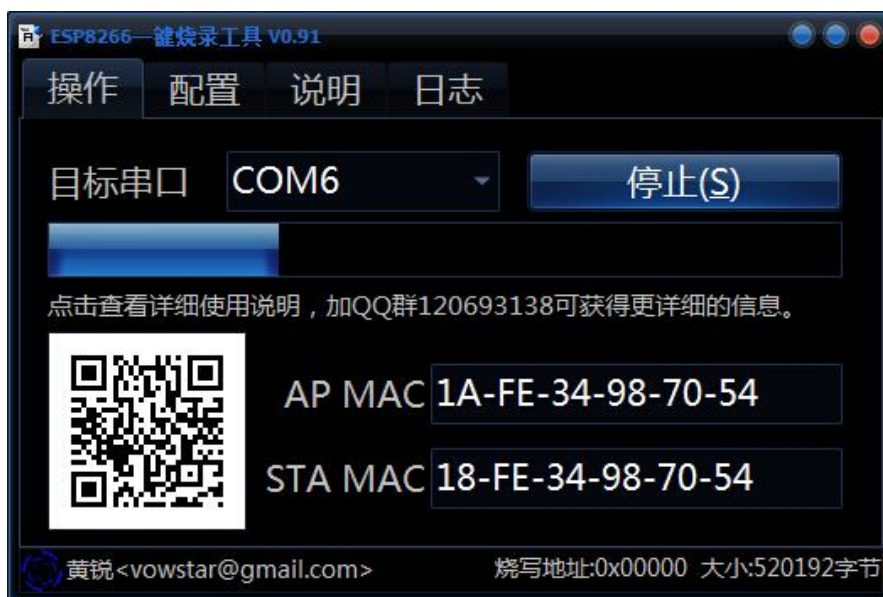 ESP8266一键烧录工具 V0.91
操作 配置 说明 日志
目标串口 COM6 停止(S)
点击查看详细使用说明，加QQ群120693138可获得更详细的信息。
AP MAC 1A-FE-34-98-70-54
STA MAC 18-FE-34-98-70-54
黄锐<vowstar@gmail.com> 烧写地址:0x00000 大小:520192字节